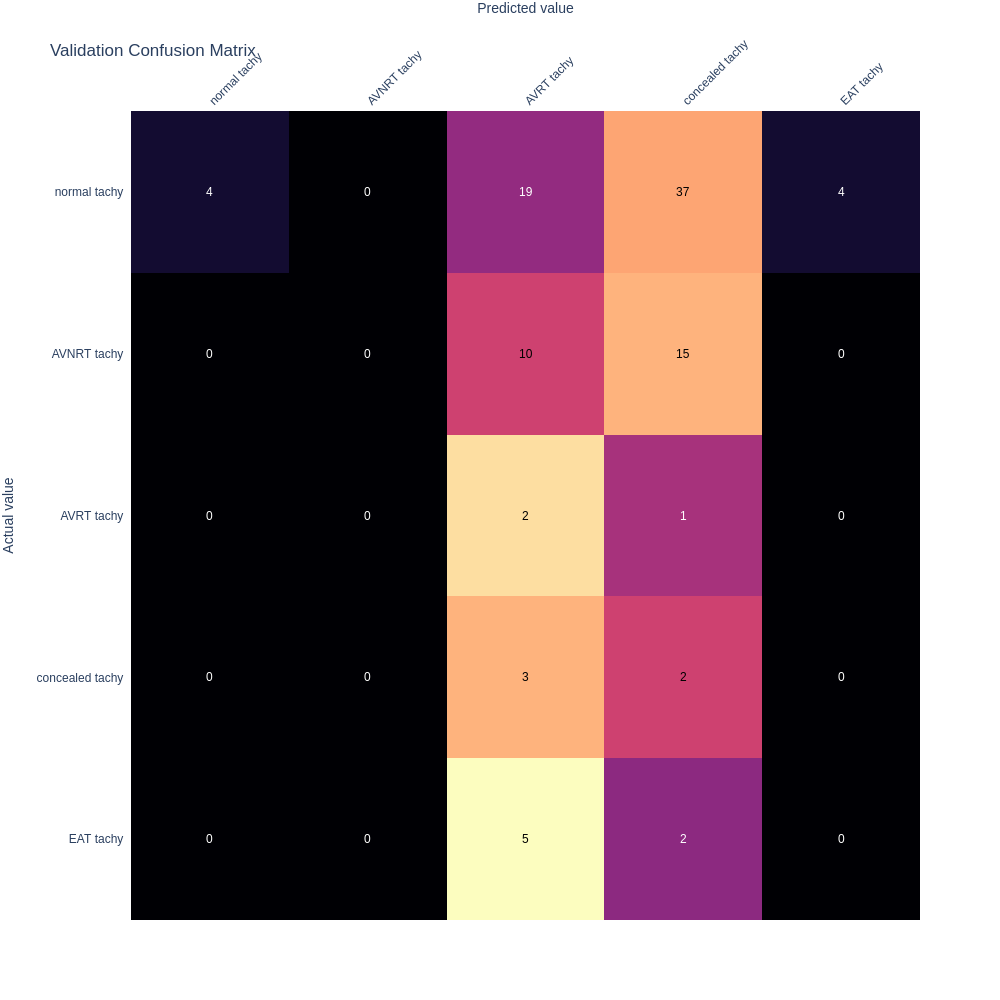 Predicted value
Validation Confusion Matrix
normal tachy AVNRT tachy AVRT tachy concealed tachy EAT tachy
normal tachy 4 0 19 37 4
AVNRT tachy 0 0 10 15 0
AVRT tachy 0 0 2 1 0
concealed tachy 0 0 3 2 0
EAT tachy 0 0 5 2 0
Actual value